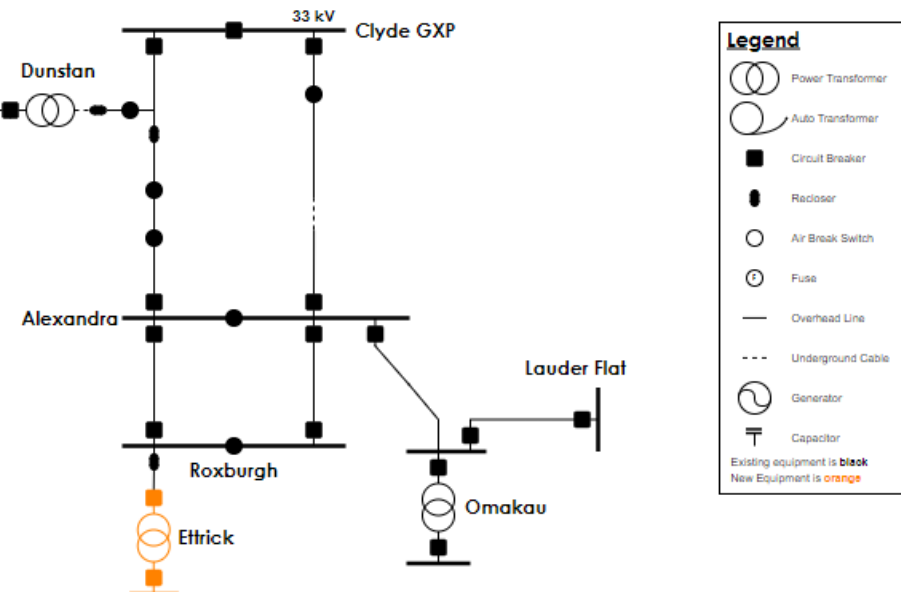 33 kV
Clyde GXP
Dunstan
Alexandra
Lauder Flat
Roxburgh
Omakau
Ettrick
Legend
Power Transformer
Auto Transformer
Circuit Breaker
Recloser
Air Break Switch
F Fuse
Overhead Line
Underground Cable
Generator
Capacitor
Existing equipment is black
New Equipment is orange